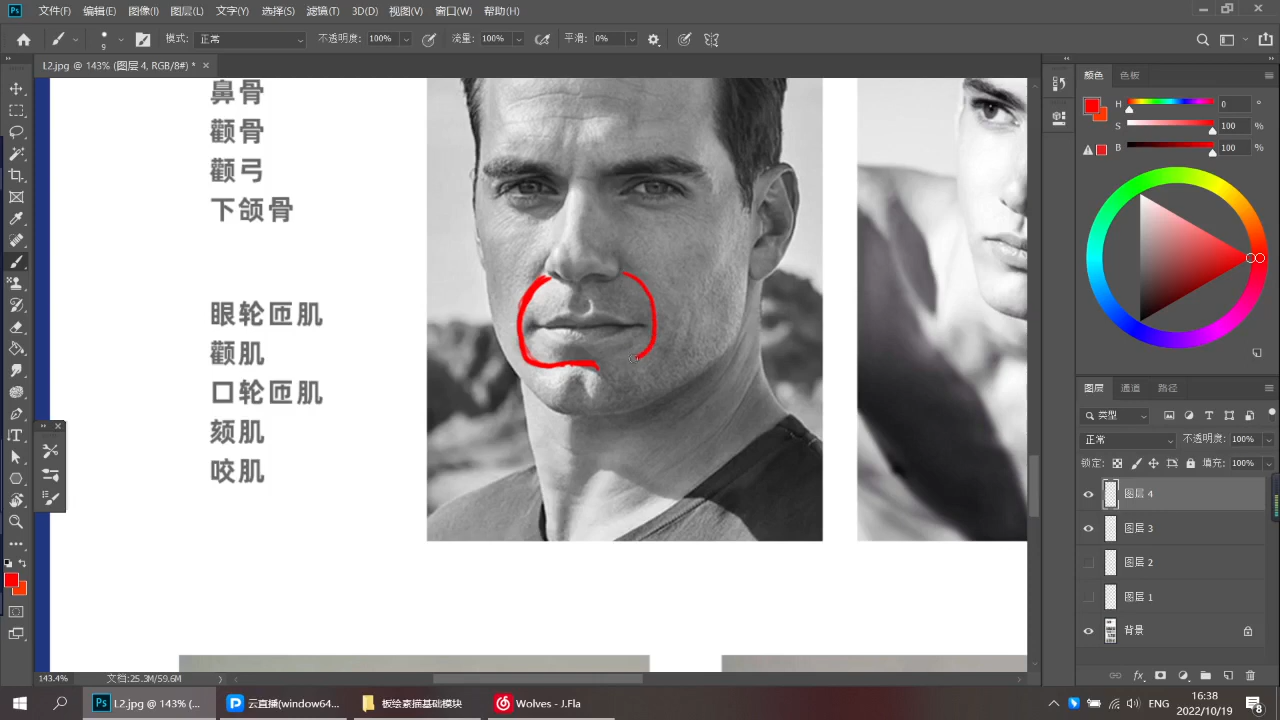 文件(F) 编辑(E) 图像(I) 图层(L) 文字(Y) 选择(S) 滤镜(T) 3D(D) 视图(V) 窗口(W) 帮助(H)
9 模式: 正常 不透明度: 100% 流量: 100% 平滑: 0%
L2.jpg @ 143% (图层 4, RGB/8#) * ×
鼻骨
颧骨
颧弓
下颌骨
眼轮匝肌
颧肌
口轮匝肌
颏肌
咬肌
颜色 色板
H 0 °
S 100 %
B 100 %
图层 通道 路径
类型
正常 不透明度: 100%
锁定: 填充: 100%
图层 4
图层 3
图层 2
图层 1
背景
143.4% 文档:25.3M/59.6M
L2.jpg @ 143% (... 云直播(window64... 板绘素描基础模块 Wolves - J.Fla
ENG 16:38
2022/10/19 8